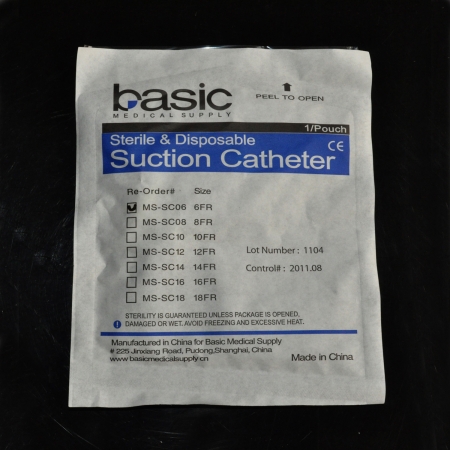 basic
MEDICAL SUPPLY
PEEL TO OPEN
1/Pouch
Sterile & Disposable
Suction Catheter CE
Re-Order# Size
MS-SC06 6FR
MS-SC08 8FR
MS-SC10 10FR
MS-SC12 12FR
MS-SC14 14FR
MS-SC16 16FR
MS-SC18 18FR
Lot Number : 1104
Control# : 2011.08
STERILITY IS GUARANTEED UNLESS PACKAGE IS OPENED,
DAMAGED OR WET. AVOID FREEZING AND EXCESSIVE HEAT.
Manufactured in China for Basic Medical Supply
# 225 Jinxiang Road, Pudong,Shanghai, China
www.basicmedicalsupply.com
Made in China